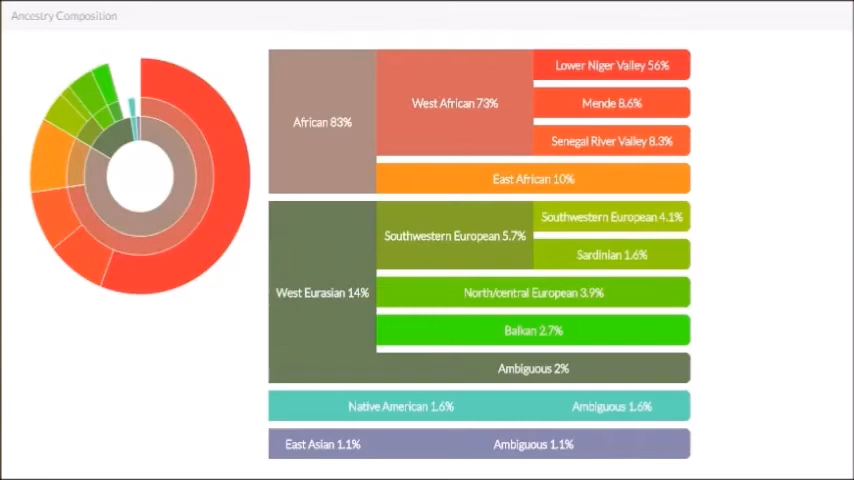 Ancestry Composition
African 83%
West African 73%
Lower Niger Valley 56%
Mende 8.6%
Senegal River Valley 8.3%
East African 10%
West Eurasian 14%
Southwestern European 5.7%
Southwestern European 4.1%
Sardinian 1.6%
North/central European 3.9%
Balkan 2.7%
Ambiguous 2%
Native American 1.6%
Ambiguous 1.6%
East Asian 1.1%
Ambiguous 1.1%